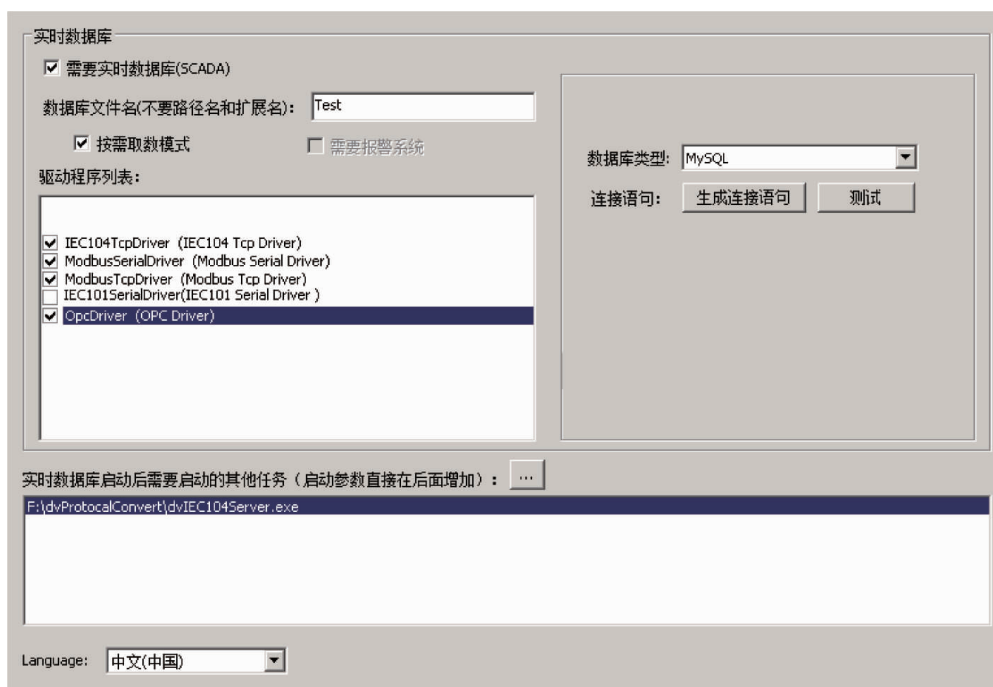 实时数据库
需要实时数据库(SCADA)
数据库文件名(不要路径名和扩展名): Test
按需取数模式 需要报警系统
驱动程序列表:
IEC104TcpDriver (IEC104 Tcp Driver)
ModbusSerialDriver (Modbus Serial Driver)
ModbusTcpDriver (Modbus Tcp Driver)
IEC101SerialDriver(IEC101 Serial Driver )
OpcDriver (OPC Driver)
数据库类型: MySQL
连接语句: 生成连接语句 测试
实时数据库启动后需要启动的其他任务（启动参数直接在后面增加）: ...
F:\dvProtocalConvert\dvIEC104Server.exe
Language: 中文(中国)